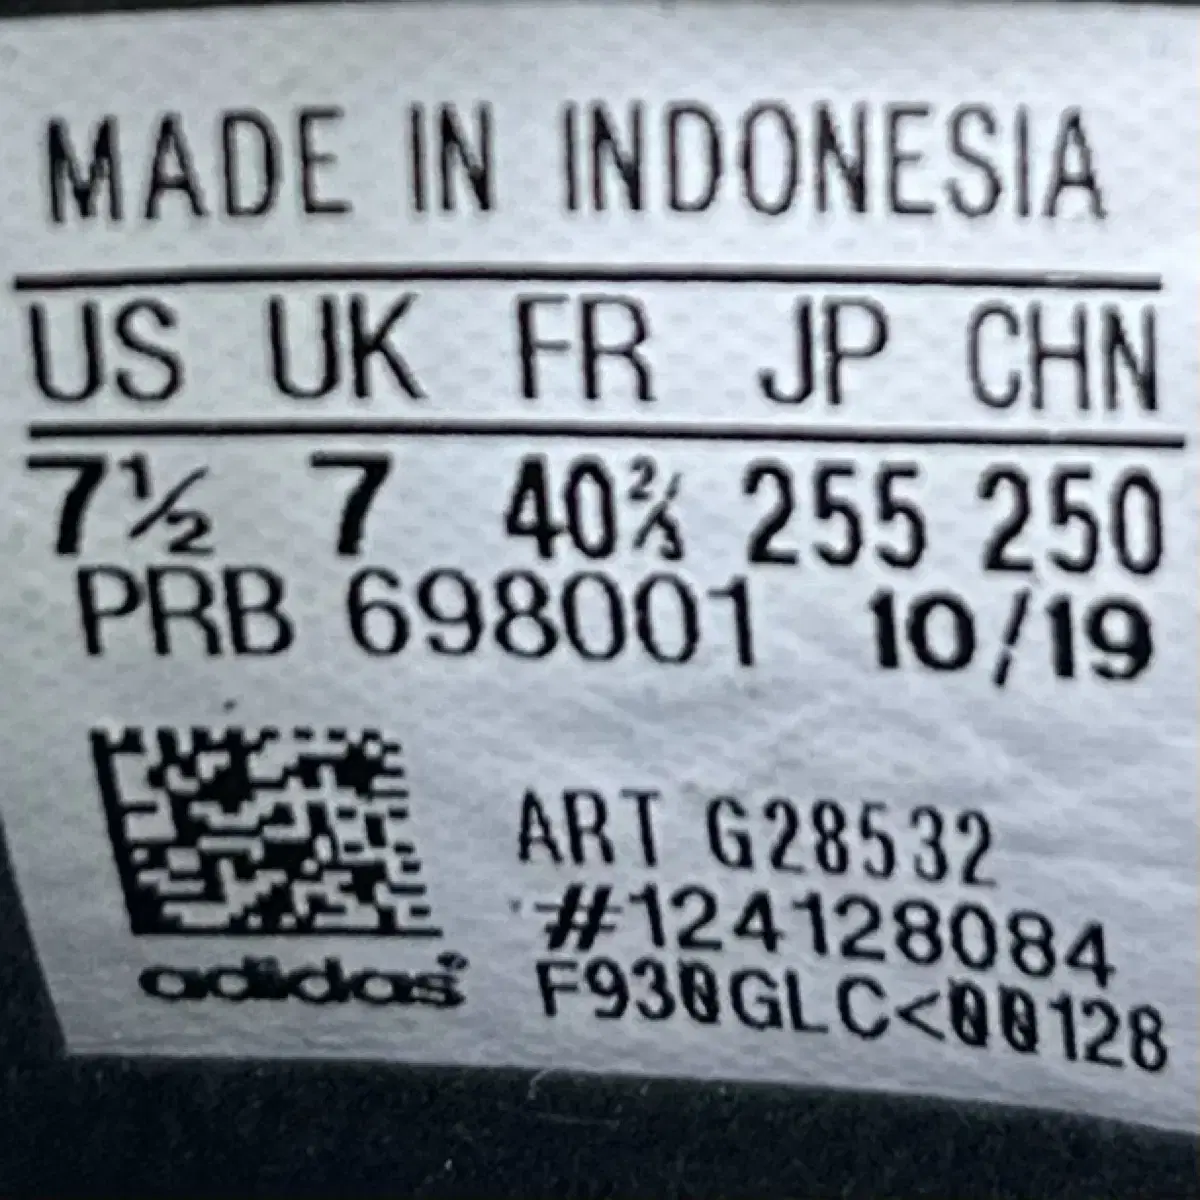 MADE IN INDONESIA
US UK FR JP CHN
7½ 7 40⅔ 255 250
PRB 698001 10/19
ART G28532
#124128084
F930GLC<00128
adidas